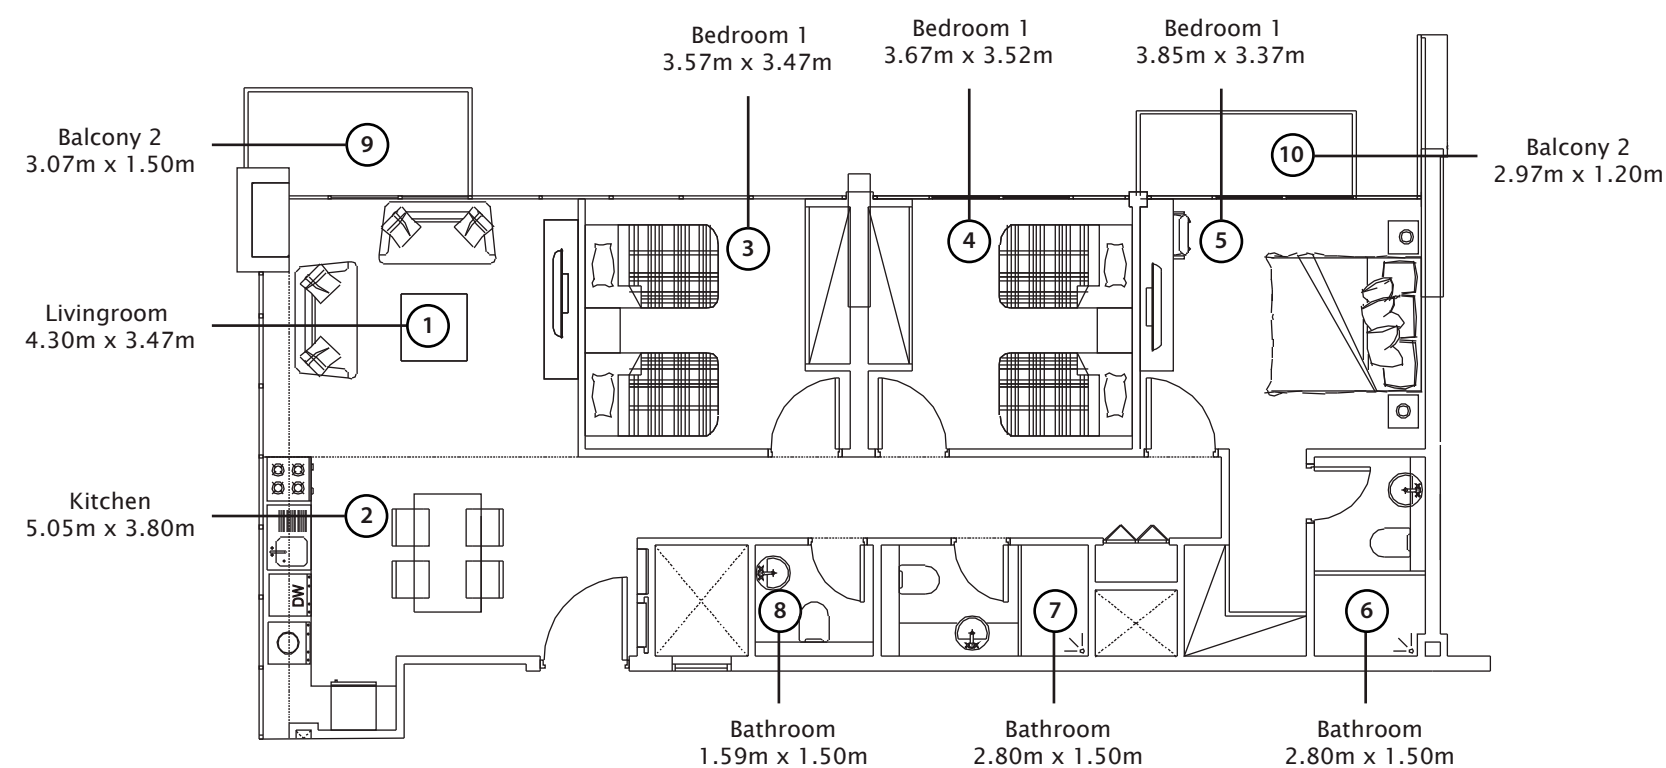 Bedroom 1
3.57m x 3.47m
Bedroom 1
3.67m x 3.52m
Bedroom 1
3.85m x 3.37m
Balcony 2
3.07m x 1.50m
9
10
Balcony 2
2.97m x 1.20m
3
4
5
Livingroom
4.30m x 3.47m
1
Kitchen
5.05m x 3.80m
2
DW
8
7
6
Bathroom
1.59m x 1.50m
Bathroom
2.80m x 1.50m
Bathroom
2.80m x 1.50m